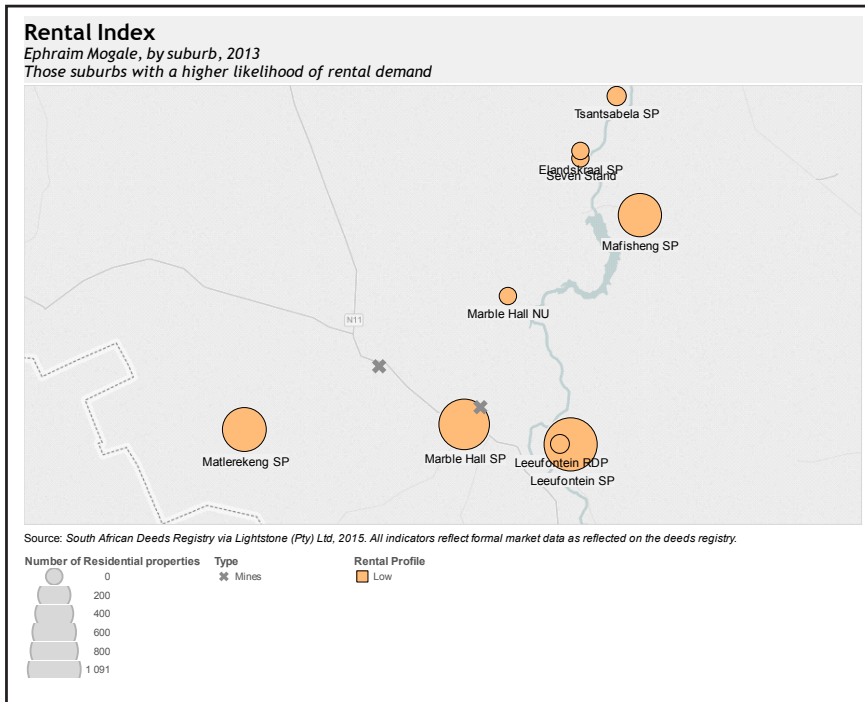 Rental Index
Ephraim Mogale, by suburb, 2013
Those suburbs with a higher likelihood of rental demand
Tsantsabela SP
Elandskraal SP
Seven Stand
Mafisheng SP
Marble Hall NU
N11
Matlerekeng SP
Marble Hall SP
Leeufontein RDP
Leeufontein SP
Source: South African Deeds Registry via Lightstone (Pty) Ltd, 2015. All indicators reflect formal market data as reflected on the deeds registry.
Number of Residential properties
0
200
400
600
800
1 091
Type
Mines
Rental Profile
Low